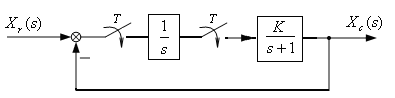 X_r(s) T 1/s T K/(s+1) X_c(s)
−